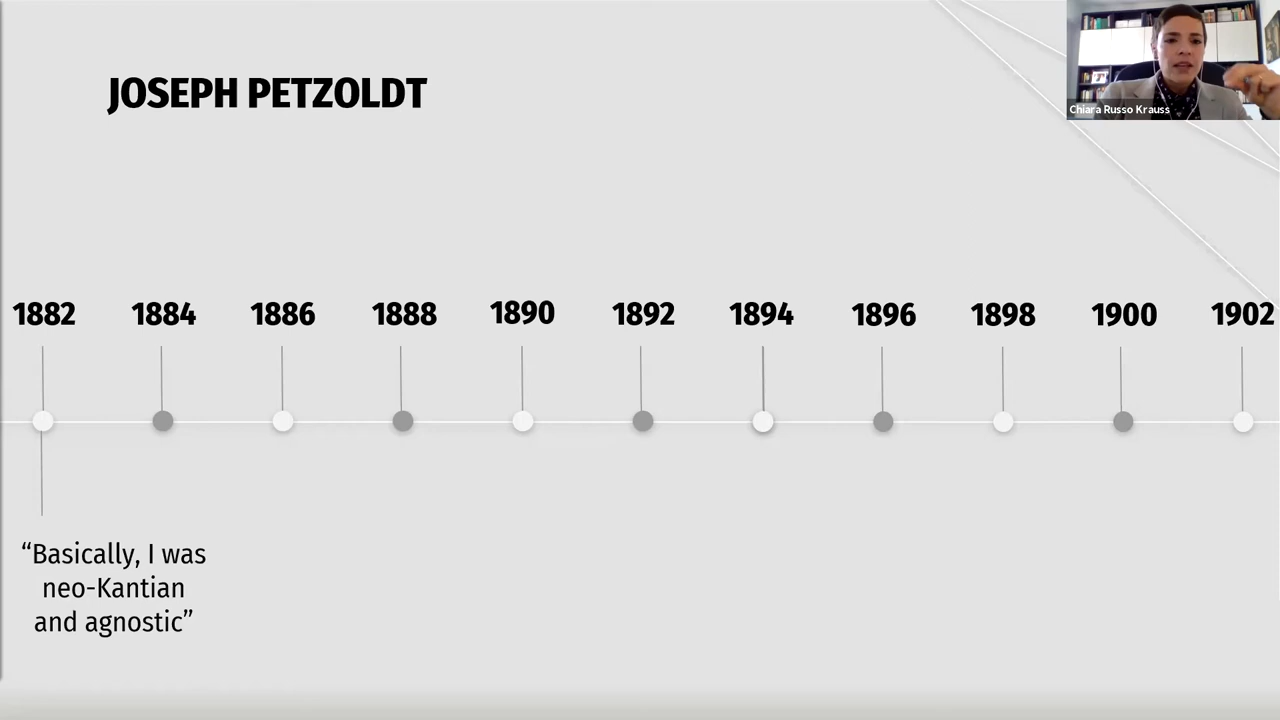 JOSEPH PETZOLDT
Chiara Russo Krauss
1882 1884 1886 1888 1890 1892 1894 1896 1898 1900 1902
“Basically, I was
neo-Kantian
and agnostic”